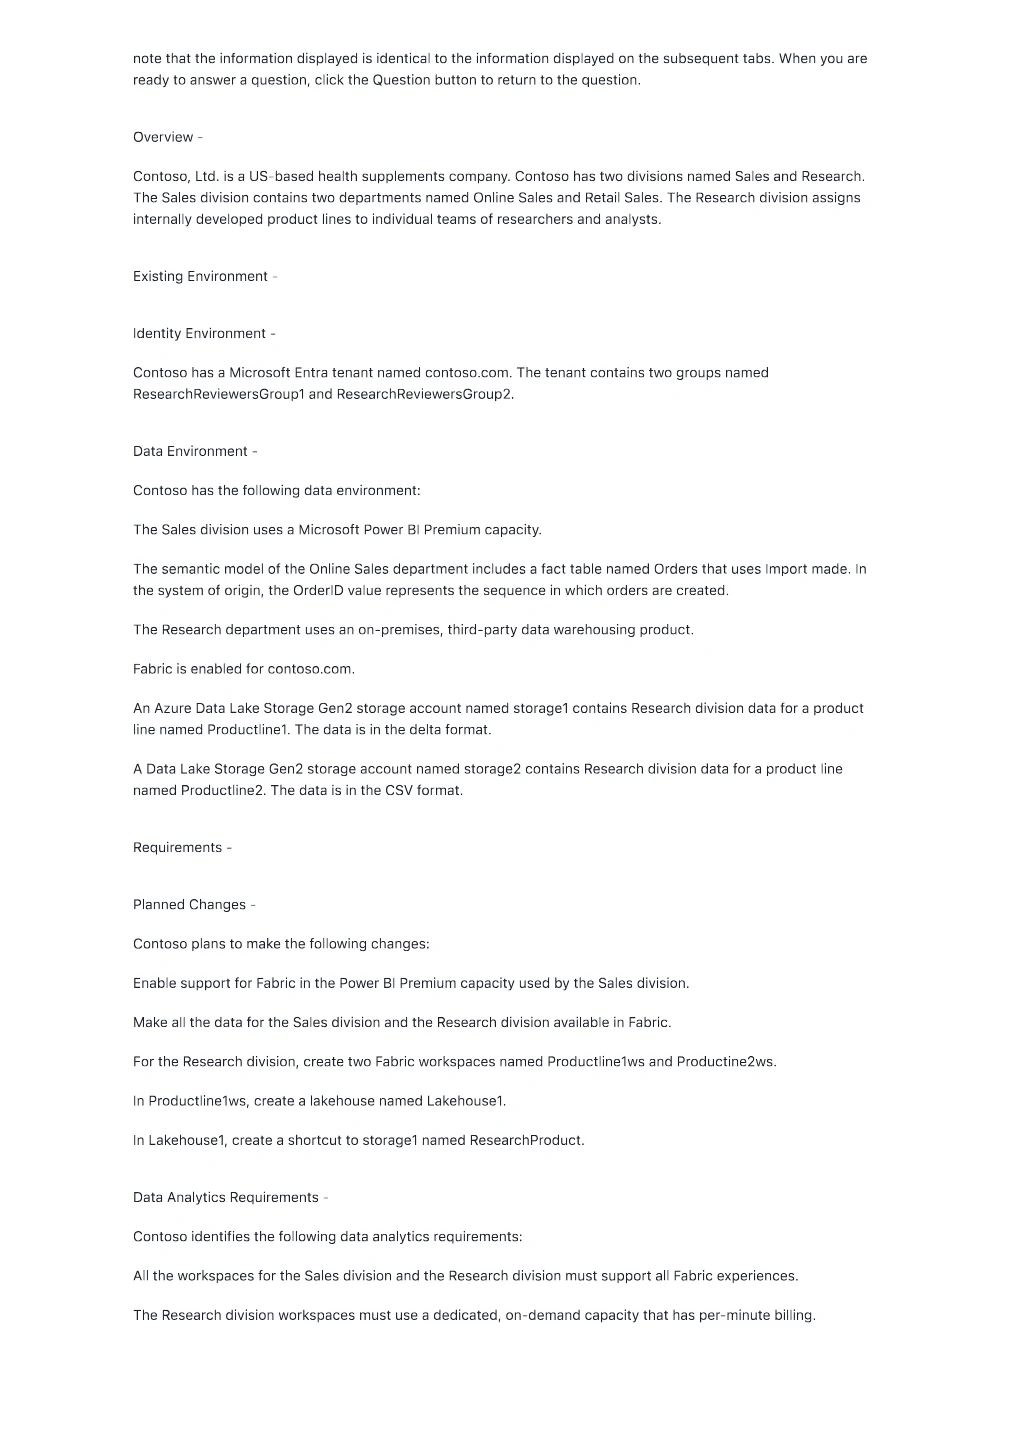 note that the information displayed is identical to the information displayed on the subsequent tabs. When you are
ready to answer a question, click the Question button to return to the question.
Overview -
Contoso, Ltd. is a US-based health supplements company. Contoso has two divisions named Sales and Research.
The Sales division contains two departments named Online Sales and Retail Sales. The Research division assigns
internally developed product lines to individual teams of researchers and analysts.
Existing Environment -
Identity Environment -
Contoso has a Microsoft Entra tenant named contoso.com. The tenant contains two groups named
ResearchReviewersGroup1 and ResearchReviewersGroup2.
Data Environment -
Contoso has the following data environment:
The Sales division uses a Microsoft Power BI Premium capacity.
The semantic model of the Online Sales department includes a fact table named Orders that uses Import made. In
the system of origin, the OrderID value represents the sequence in which orders are created.
The Research department uses an on-premises, third-party data warehousing product.
Fabric is enabled for contoso.com.
An Azure Data Lake Storage Gen2 storage account named storage1 contains Research division data for a product
line named Productline1. The data is in the delta format.
A Data Lake Storage Gen2 storage account named storage2 contains Research division data for a product line
named Productline2. The data is in the CSV format.
Requirements -
Planned Changes -
Contoso plans to make the following changes:
Enable support for Fabric in the Power BI Premium capacity used by the Sales division.
Make all the data for the Sales division and the Research division available in Fabric.
For the Research division, create two Fabric workspaces named Productline1ws and Productine2ws.
In Productline1ws, create a lakehouse named Lakehouse1.
In Lakehouse1, create a shortcut to storage1 named ResearchProduct.
Data Analytics Requirements -
Contoso identifies the following data analytics requirements:
All the workspaces for the Sales division and the Research division must support all Fabric experiences.
The Research division workspaces must use a dedicated, on-demand capacity that has per-minute billing.